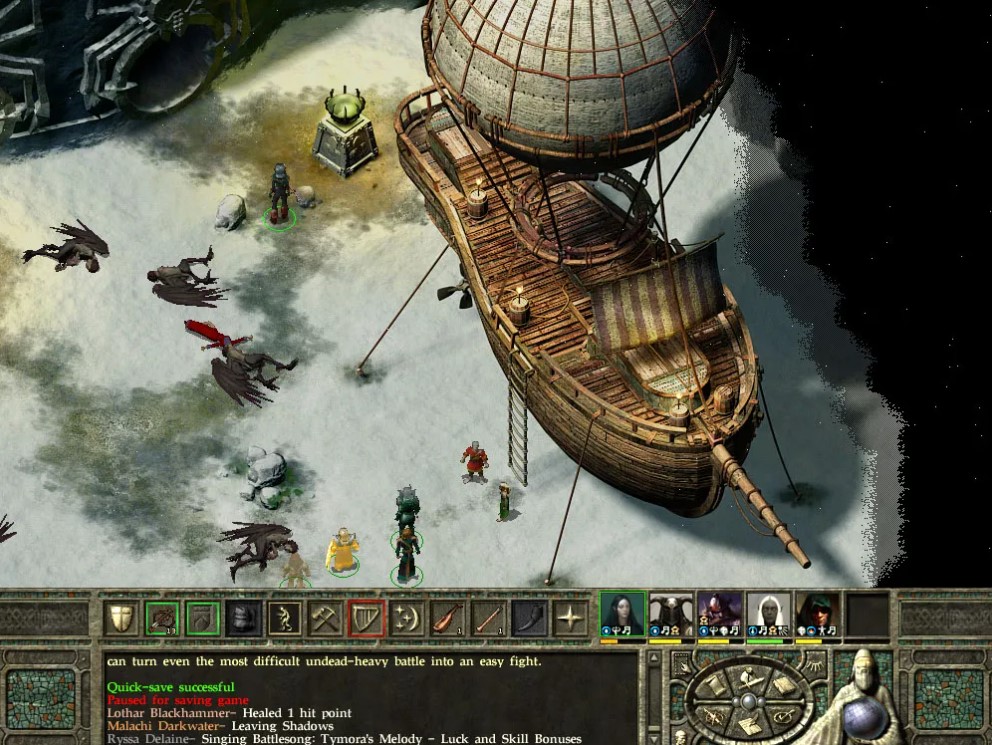 can turn even the most difficult undead-heavy battle into an easy fight.
Quick-save successful
Paused for saving game
Lothar Blackhammer- Healed 1 hit point
Malachi Darkwater- Leaving Shadows
Ryssa Delaine- Singing Battlesong: Tymora's Melody - Luck and Skill Bonuses